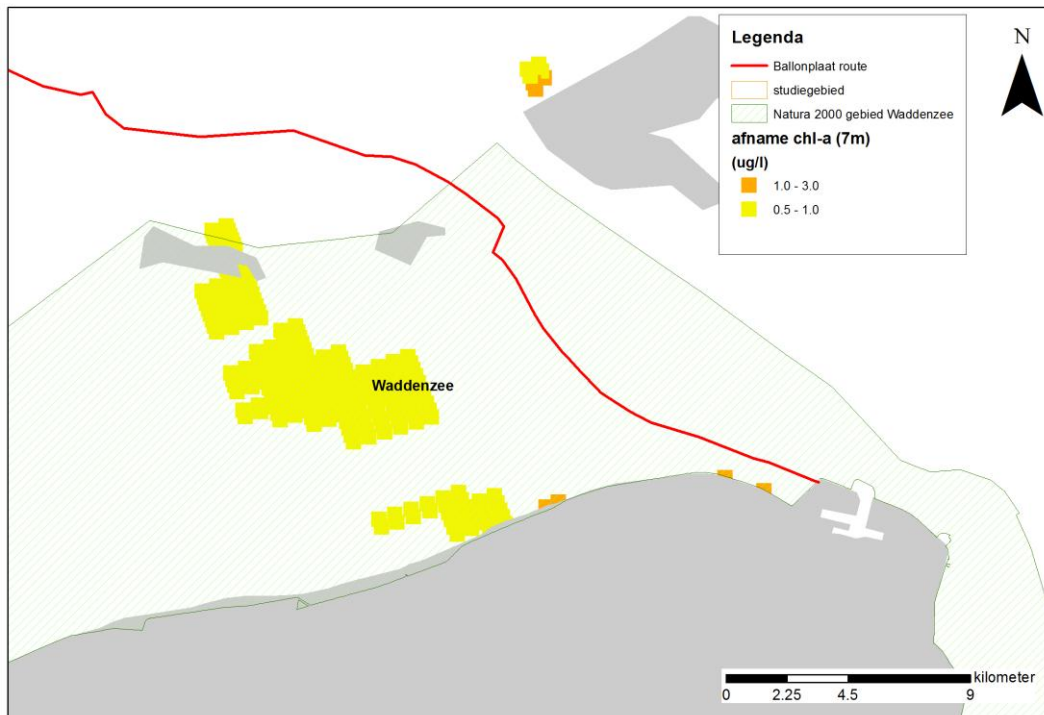 Legenda
Ballonplaat route
studiegebied
Natura 2000 gebied Waddenzee
afname chl-a (7m)
(ug/l)
1.0 - 3.0
0.5 - 1.0
N
Waddenzee
kilometer
0 2.25 4.5 9